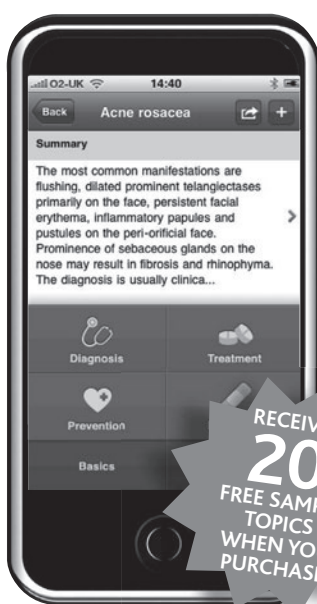 O2-UK 14:40
Back Acne rosacea +
Summary
The most common manifestations are
flushing, dilated prominent telangiectases
primarily on the face, persistent facial
erythema, inflammatory papules and
pustules on the peri-orificial face.
Prominence of sebaceous glands on the
nose may result in fibrosis and rhinophyma.
The diagnosis is usually clinica...
Diagnosis Treatment
Prevention
Basics
RECEIV
20
FREE SAMP
TOPICS
WHEN YO
PURCHAS